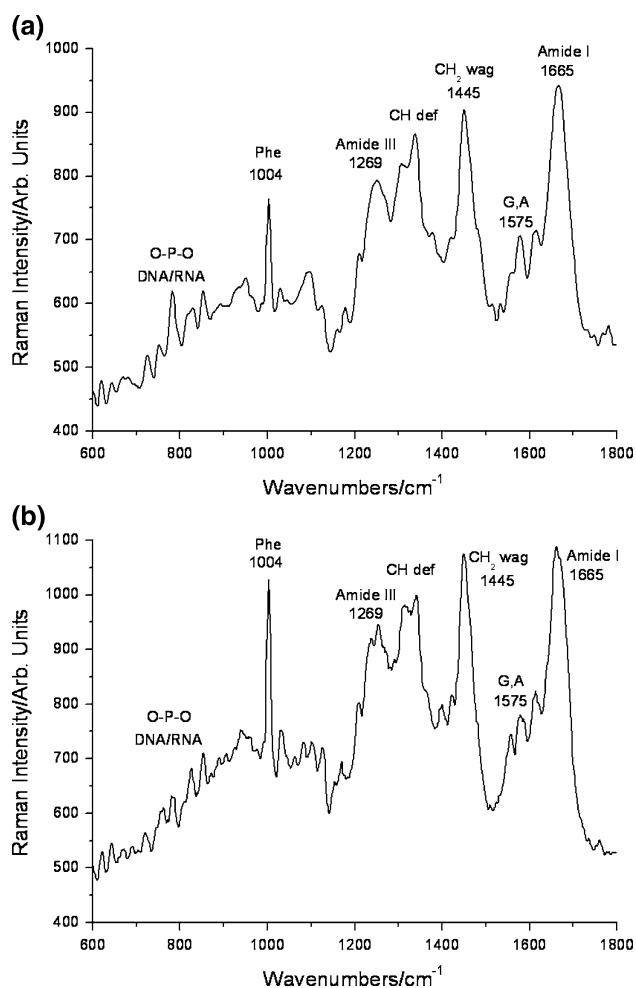 (a)
Raman Intensity/Arb. Units
1000
900
800
700
600
500
400
O-P-O
DNA/RNA
Phe
1004
Amide III
1269
CH def
CH₂ wag
1445
G,A
1575
Amide I
1665
600 800 1000 1200 1400 1600 1800
Wavenumbers/cm⁻¹
(b)
Raman Intensity/Arb. Units
1100
1000
900
800
700
600
500
400
O-P-O
DNA/RNA
Phe
1004
Amide III
1269
CH def
CH₂ wag
1445
G,A
1575
Amide I
1665
600 800 1000 1200 1400 1600 1800
Wavenumbers/cm⁻¹